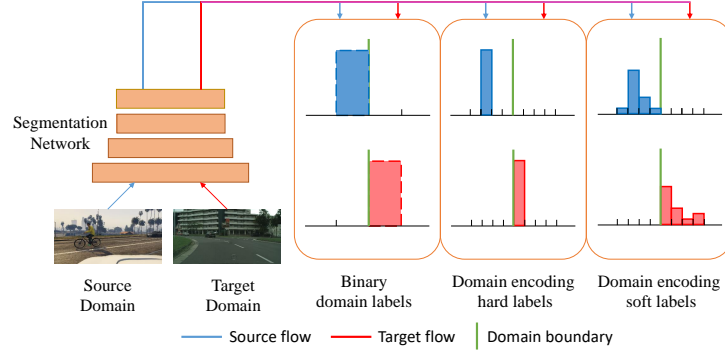 Segmentation
Network
Source
Domain
Target
Domain
Binary
domain labels
Domain encoding
hard labels
Domain encoding
soft labels
Source flow
Target flow
Domain boundary